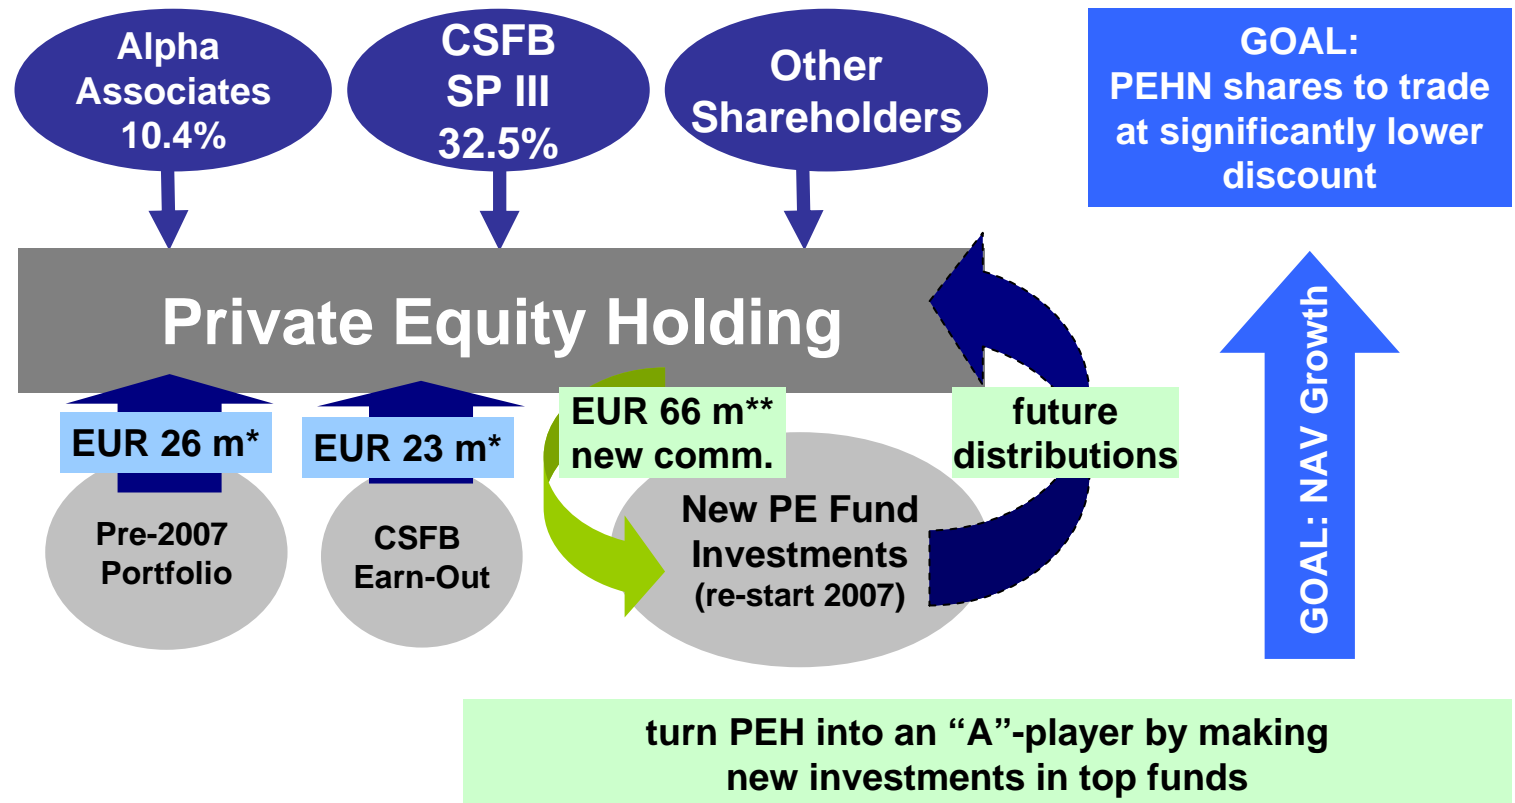 Alpha
Associates
10.4%
CSFB
SP III
32.5%
Other
Shareholders
GOAL:
PEHN shares to trade
at significantly lower
discount
Private Equity Holding
EUR 26 m*
EUR 23 m*
EUR 66 m**
new comm.
future
distributions
Pre-2007
Portfolio
CSFB
Earn-Out
New PE Fund
Investments
(re-start 2007)
GOAL: NAV Growth
turn PEH into an “A”-player by making
new investments in top funds